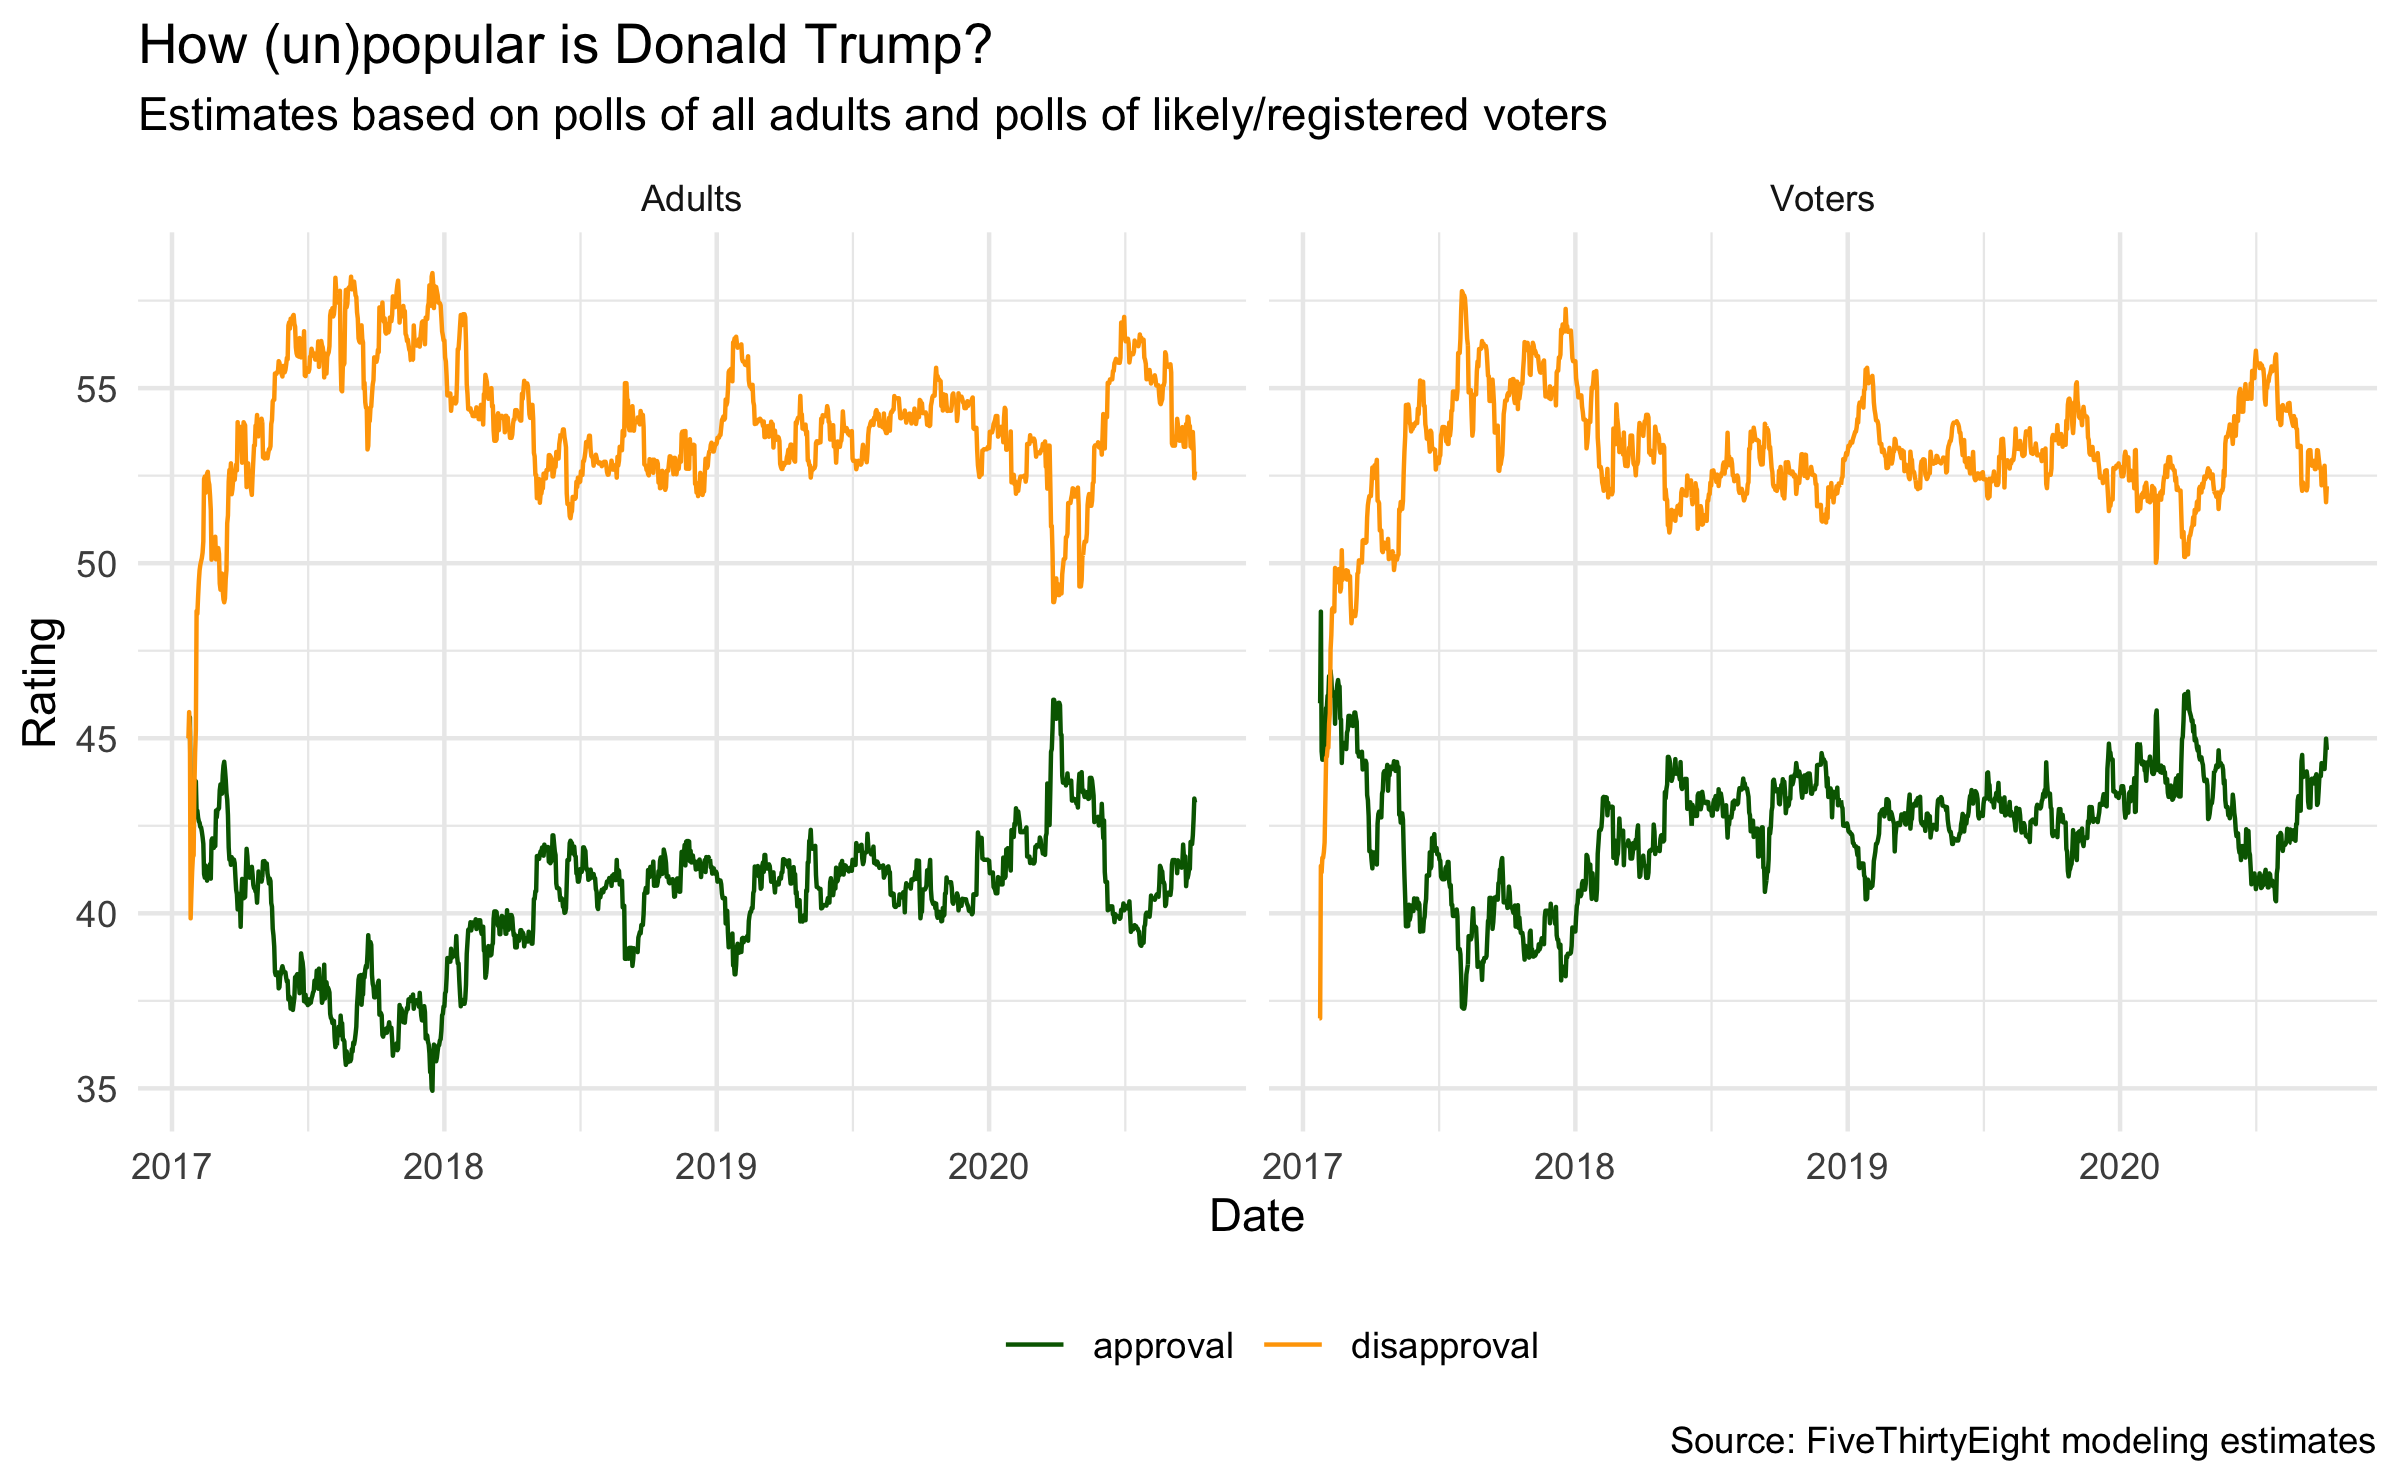 How (un)popular is Donald Trump?
Estimates based on polls of all adults and polls of likely/registered voters
Adults Voters
55
50
45
40
35
Rating
2017 2018 2019 2020 2017 2018 2019 2020
Date
approval disapproval
Source: FiveThirtyEight modeling estimates